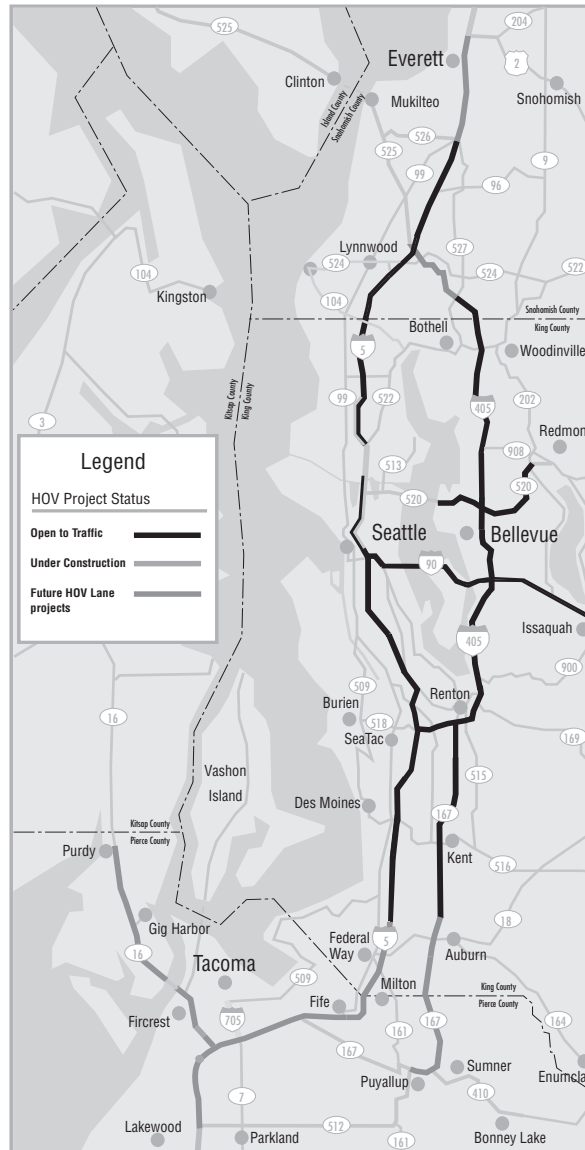 204
525
Everett
2
Clinton
Island County
Snohomish County
Mukilteo
Snohomish
526
525
99
9
96
527
Lynnwood
524
524
522
104
104
Kingston
Snohomish County
King County
Bothell
Woodinville
5
Kitsap County
King County
99
522
405
202
3
908
Redmon
513
520
520
Legend
HOV Project Status
Open to Traffic
Under Construction
Future HOV Lane
projects
Seattle
Bellevue
90
Issaquah
405
900
509
Renton
16
Burien
518
SeaTac
169
Vashon
Island
515
Des Moines
167
Kitsap County
Pierce County
Purdy
Kent
516
18
Gig Harbor
Federal
Way
5
Auburn
16
Tacoma
509
Milton
King County
Pierce County
Fife
Fircrest
705
161
167
164
167
Sumner
Enumcla
Puyallup
410
7
512
Lakewood
Parkland
161
Bonney Lake